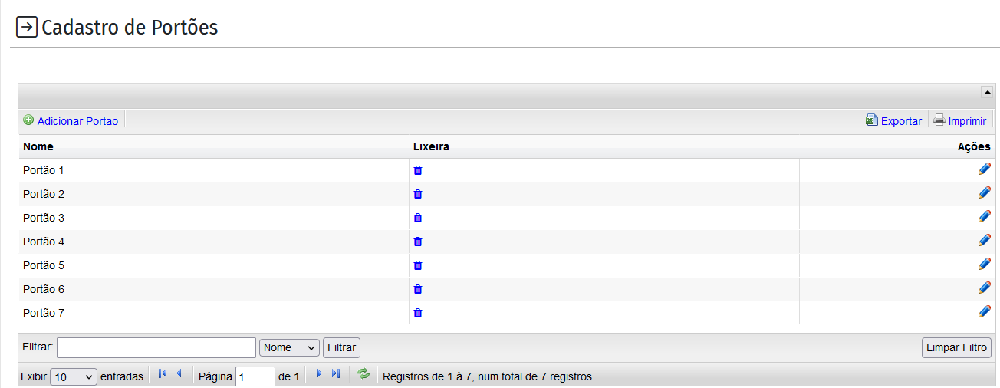 Cadastro de Portões
Adicionar Portao Exportar Imprimir
Nome Lixeira Ações
Portão 1
Portão 2
Portão 3
Portão 4
Portão 5
Portão 6
Portão 7
Filtrar: Nome Filtrar Limpar Filtro
Exibir 10 entradas Página 1 de 1 Registros de 1 à 7, num total de 7 registros